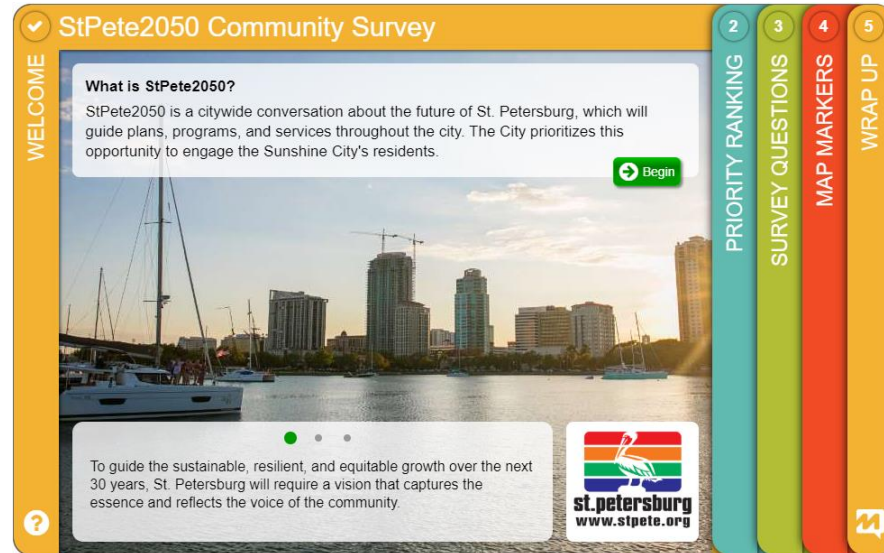 StPete2050 Community Survey
WELCOME
What is StPete2050?
StPete2050 is a citywide conversation about the future of St. Petersburg, which will
guide plans, programs, and services throughout the city. The City prioritizes this
opportunity to engage the Sunshine City's residents.
Begin
To guide the sustainable, resilient, and equitable growth over the next
30 years, St. Petersburg will require a vision that captures the
essence and reflects the voice of the community.
st.petersburg
www.stpete.org
?
2
PRIORITY RANKING
3
SURVEY QUESTIONS
4
MAP MARKERS
5
WRAP UP